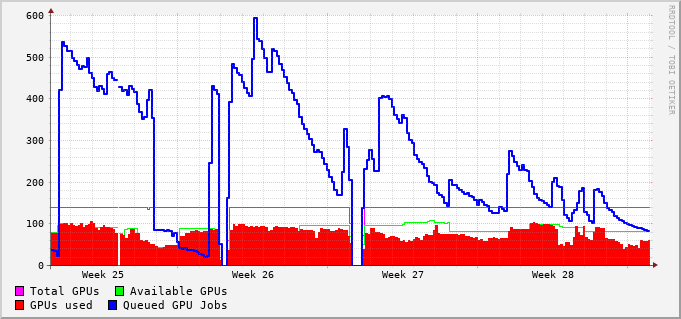 600
500
400
300
200
100
0
Week 25 Week 26 Week 27 Week 28
Total GPUs Available GPUs
GPUs used Queued GPU Jobs
RRDTOOL / TOBI OETIKER